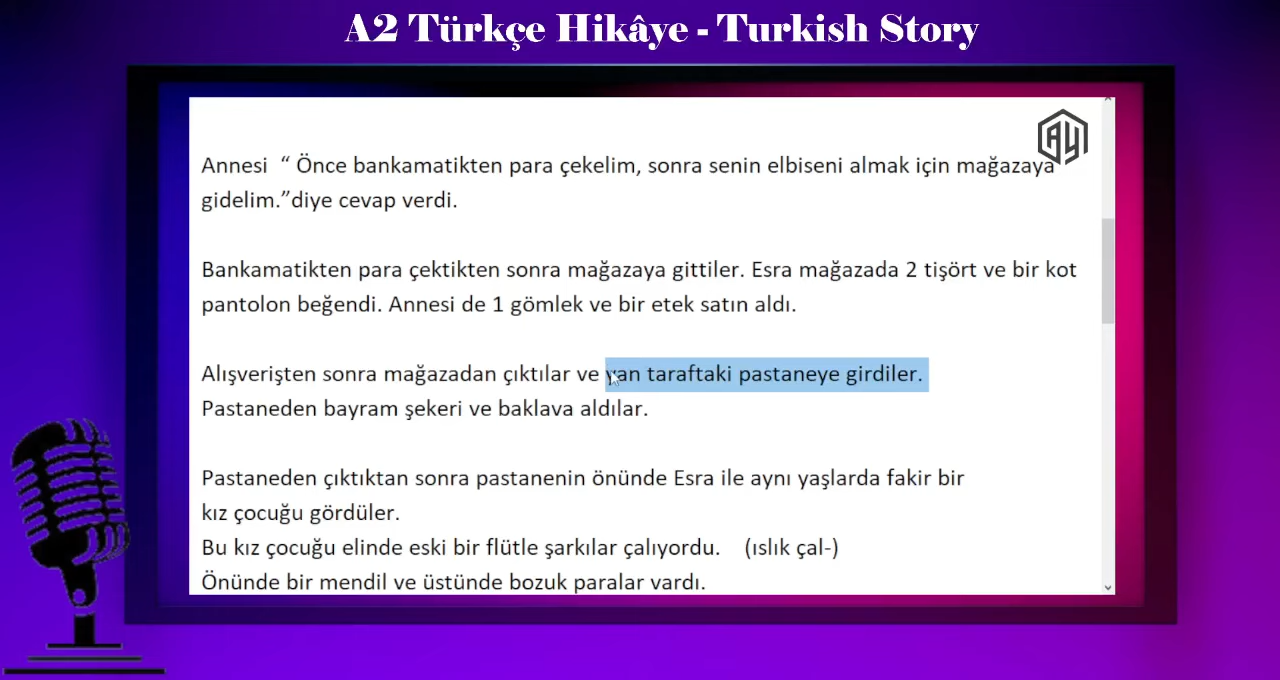 A2 Türkçe Hikâye - Turkish Story
AY
Annesi “ Önce bankamatikten para çekelim, sonra senin elbiseni almak için mağazaya
gidelim.”diye cevap verdi.
Bankamatikten para çektikten sonra mağazaya gittiler. Esra mağazada 2 tişört ve bir kot
pantolon beğendi. Annesi de 1 gömlek ve bir etek satın aldı.
Alışverişten sonra mağazadan çıktılar ve yan taraftaki pastaneye girdiler.
Pastaneden bayram şekeri ve baklava aldılar.
Pastaneden çıktıktan sonra pastanenin önünde Esra ile aynı yaşlarda fakir bir
kız çocuğu gördüler.
Bu kız çocuğu elinde eski bir flütle şarkılar çalıyordu. (ıslık çal-)
Önünde bir mendil ve üstünde bozuk paralar vardı.